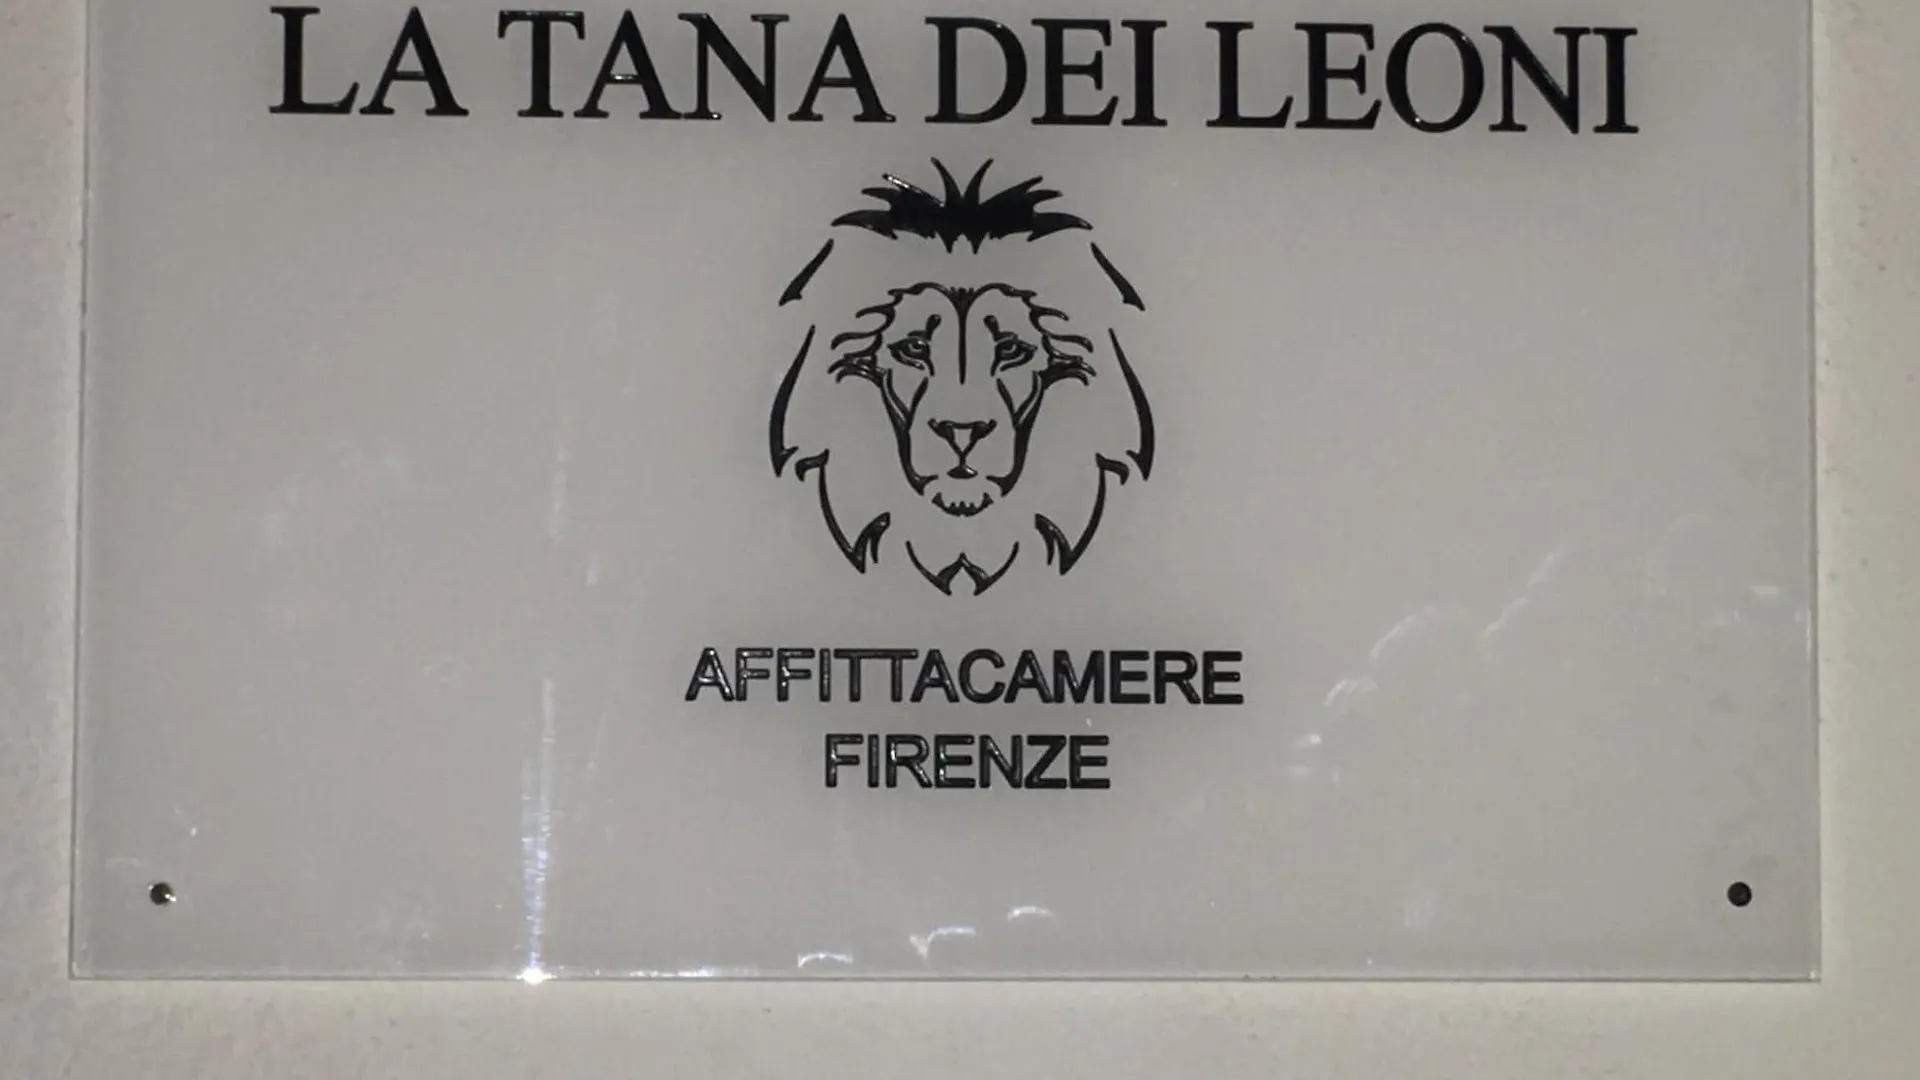 LA TANA DEI LEONI
AFFITTACAMERE
FIRENZE